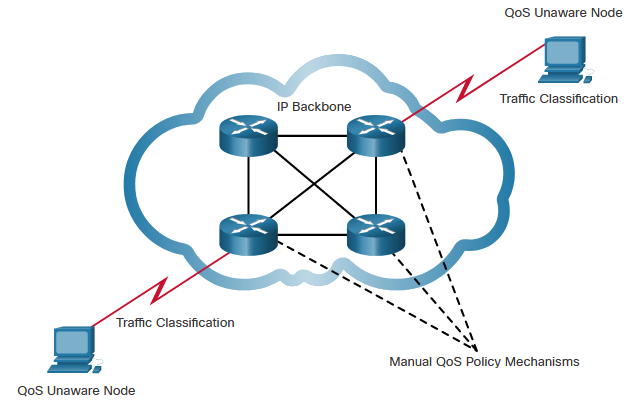 QoS Unaware Node
Traffic Classification
IP Backbone
Traffic Classification
Manual QoS Policy Mechanisms
QoS Unaware Node